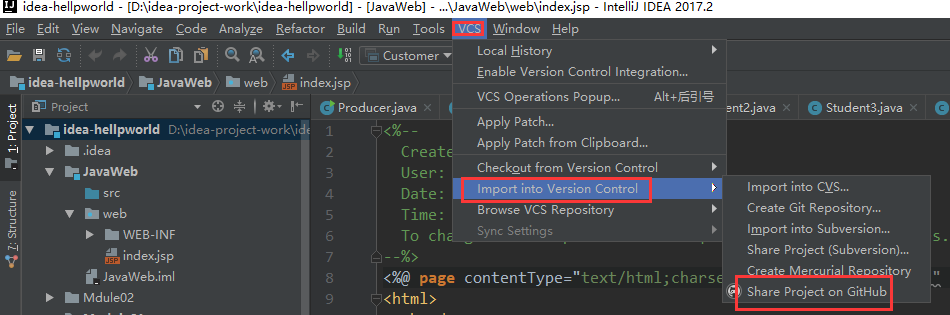 idea-hellpworld - [D:\idea-project-work\idea-hellpworld] - [JavaWeb] - ...\JavaWeb\web\index.jsp - IntelliJ IDEA 2017.2
File Edit View Navigate Code Analyze Refactor Build Run Tools VCS Window Help
Customer
idea-hellpworld JavaWeb web index.jsp
Project
Producer.java
Student3.java
1: Project
7: Structure
idea-hellpworld D:\idea-project-work\idea-hellpworld
.idea
JavaWeb
src
web
WEB-INF
index.jsp
JavaWeb.iml
Mdule02
Local History
Enable Version Control Integration...
VCS Operations Popup... Alt+后引号
Apply Patch...
Apply Patch from Clipboard...
Checkout from Version Control
Import into Version Control
Browse VCS Repository
Sync Settings
Import into CVS...
Create Git Repository...
Import into Subversion...
Share Project (Subversion)...
Create Mercurial Repository
Share Project on GitHub
1 <%--
2 Create
3 User:
4 Date:
5 Time:
6 To chang
7 --%>
8 <%@ page contentType="text/html;charse
9 <html>